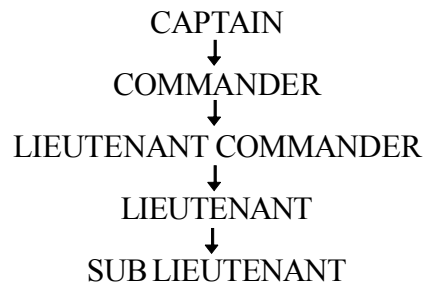 CAPTAIN
COMMANDER
LIEUTENANT COMMANDER
LIEUTENANT
SUB LIEUTENANT